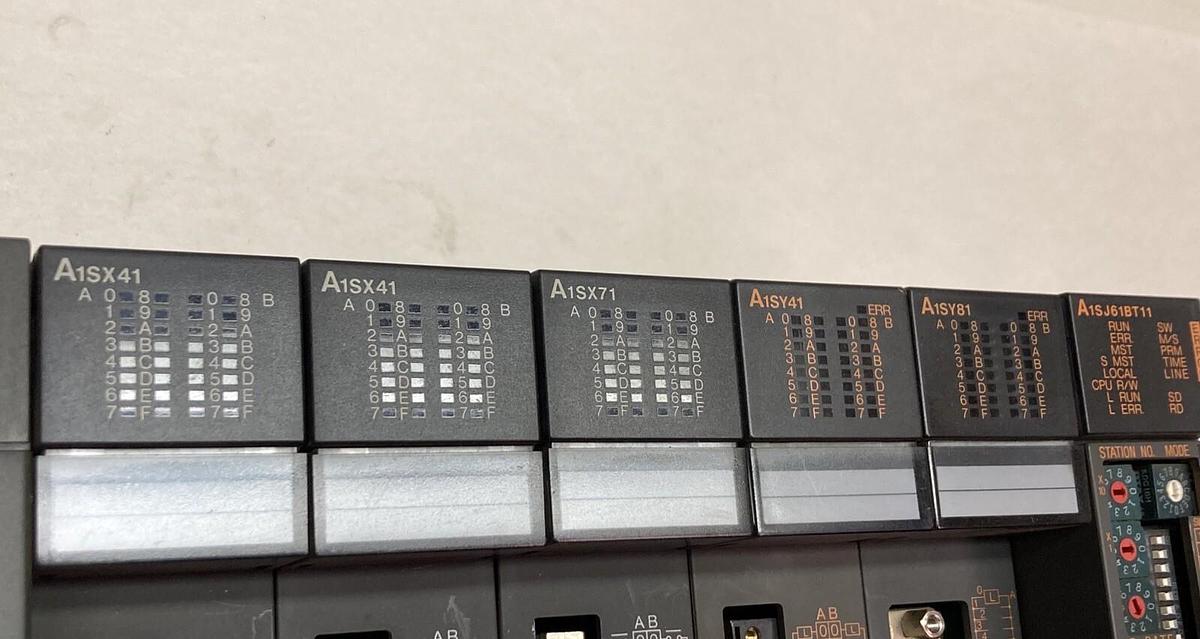 A1SX41
A 0 8 0 8 B
1 9 1 9
2 A 2 A
3 B 3 B
4 C 4 C
5 D 5 D
6 E 6 E
7 F 7 F
A1SX41
A 0 8 0 8 B
1 9 1 9
2 A 2 A
3 B 3 B
4 C 4 C
5 D 5 D
6 E 6 E
7 F 7 F
A1SX71
A 0 8 0 8 B
1 9 1 9
2 A 2 A
3 B 3 B
4 C 4 C
5 D 5 D
6 E 6 E
7 F 7 F
A1SY41
ERR
A 0 8 0 8 B
1 9 1 9
2 A 2 A
3 B 3 B
4 C 4 C
5 D 5 D
6 E 6 E
7 F 7 F
A1SY81
ERR
A 0 8 0 8 B
1 9 1 9
2 A 2 A
3 B 3 B
4 C 4 C
5 D 5 D
6 E 6 E
7 F 7 F
A1SJ61BT11
RUN SW
ERR. M/S
MST PRM
S MST TIME
LOCAL LINE
CPU R/W
L RUN SD
L ERR. RD
STATION NO. MODE
X
10
X
1
A B
A B
A B
L 0 0 L
0 L A